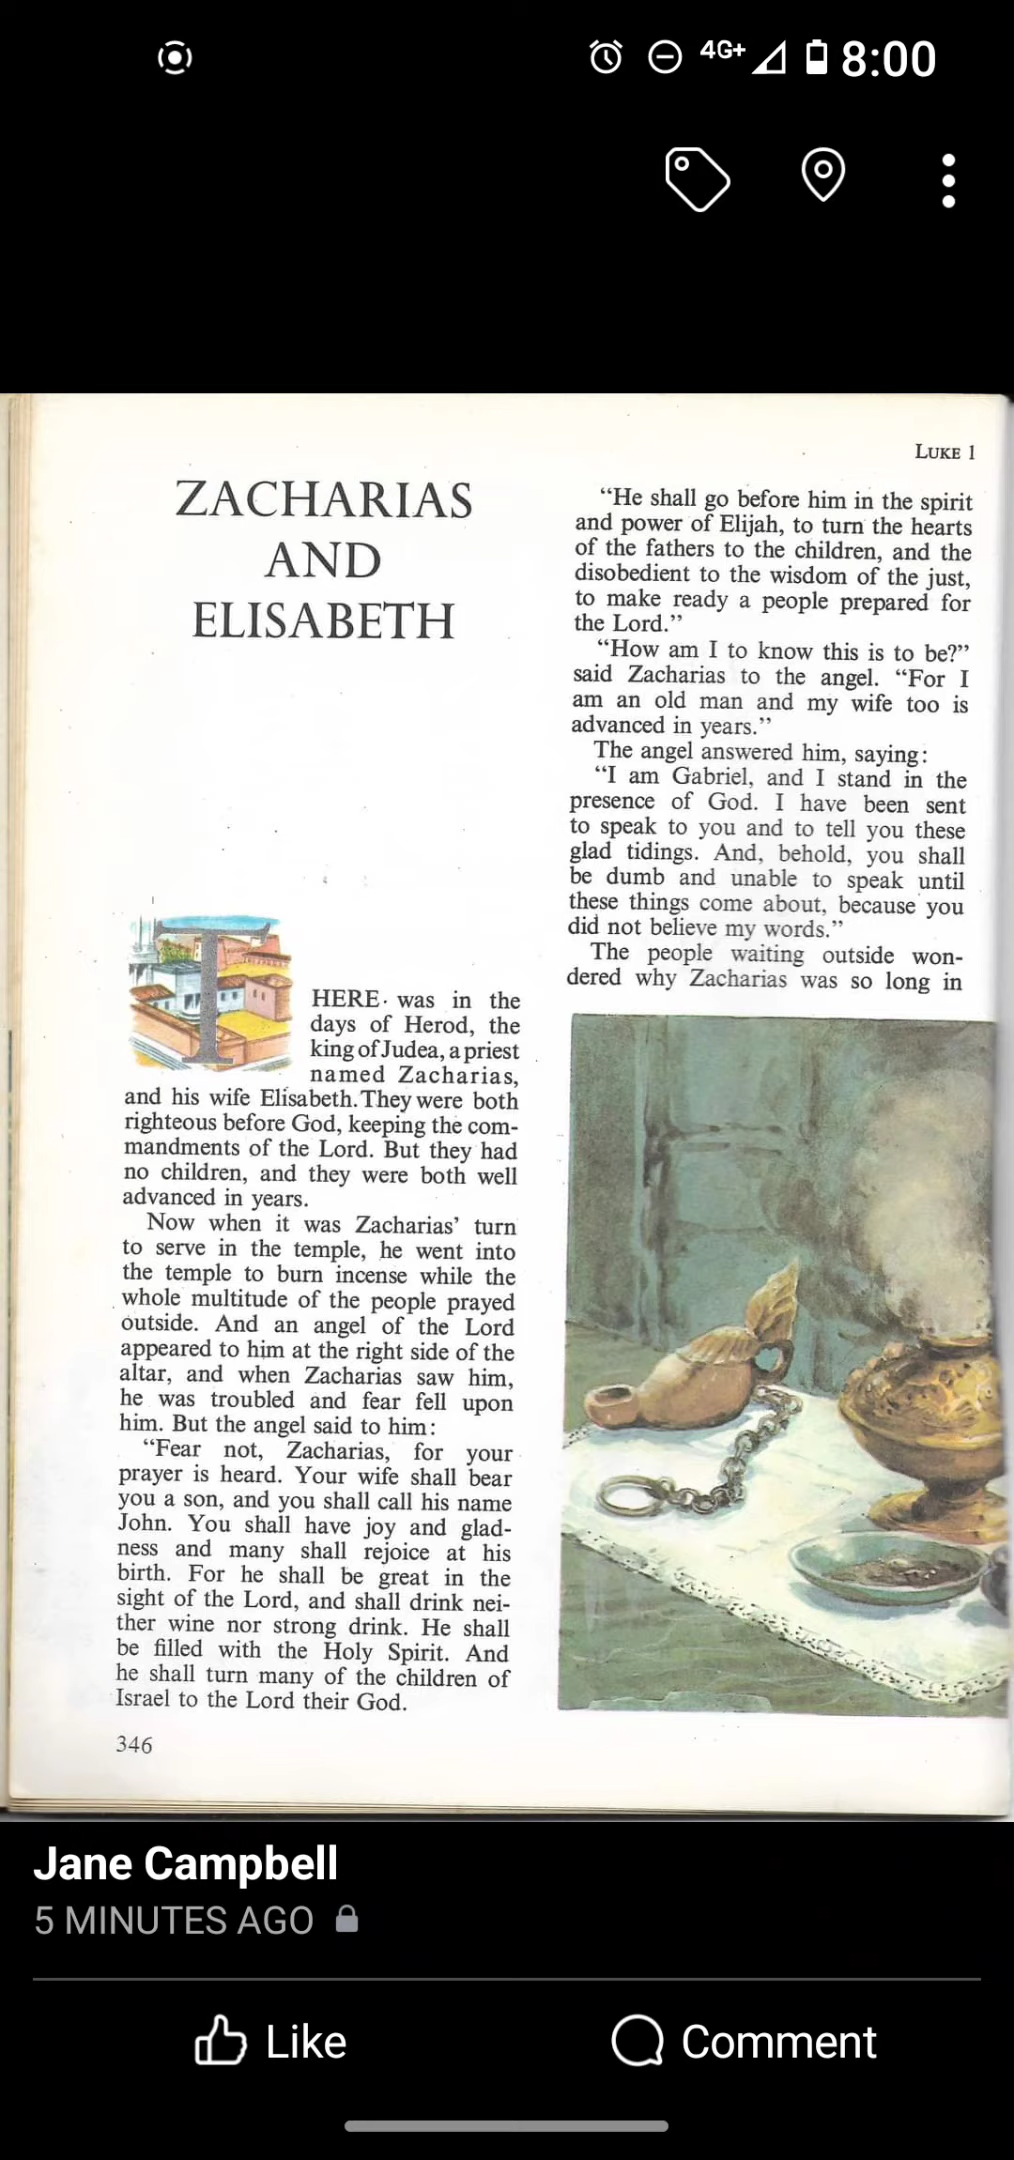 4G+ 8:00
LUKE 1
ZACHARIAS
AND
ELISABETH
THERE was in the
days of Herod, the
king of Judea, a priest
named Zacharias,
and his wife Elisabeth. They were both
righteous before God, keeping the com-
mandments of the Lord. But they had
no children, and they were both well
advanced in years.
Now when it was Zacharias’ turn
to serve in the temple, he went into
the temple to burn incense while the
whole multitude of the people prayed
outside. And an angel of the Lord
appeared to him at the right side of the
altar, and when Zacharias saw him,
he was troubled and fear fell upon
him. But the angel said to him:
“Fear not, Zacharias, for your
prayer is heard. Your wife shall bear
you a son, and you shall call his name
John. You shall have joy and glad-
ness and many shall rejoice at his
birth. For he shall be great in the
sight of the Lord, and shall drink nei-
ther wine nor strong drink. He shall
be filled with the Holy Spirit. And
he shall turn many of the children of
Israel to the Lord their God.
346
“He shall go before him in the spirit
and power of Elijah, to turn the hearts
of the fathers to the children, and the
disobedient to the wisdom of the just,
to make ready a people prepared for
the Lord.”
“How am I to know this is to be?”
said Zacharias to the angel. “For I
am an old man and my wife too is
advanced in years.”
The angel answered him, saying:
“I am Gabriel, and I stand in the
presence of God. I have been sent
to speak to you and to tell you these
glad tidings. And, behold, you shall
be dumb and unable to speak until
these things come about, because you
did not believe my words.”
The people waiting outside won-
dered why Zacharias was so long in
Jane Campbell
5 MINUTES AGO
Like Comment